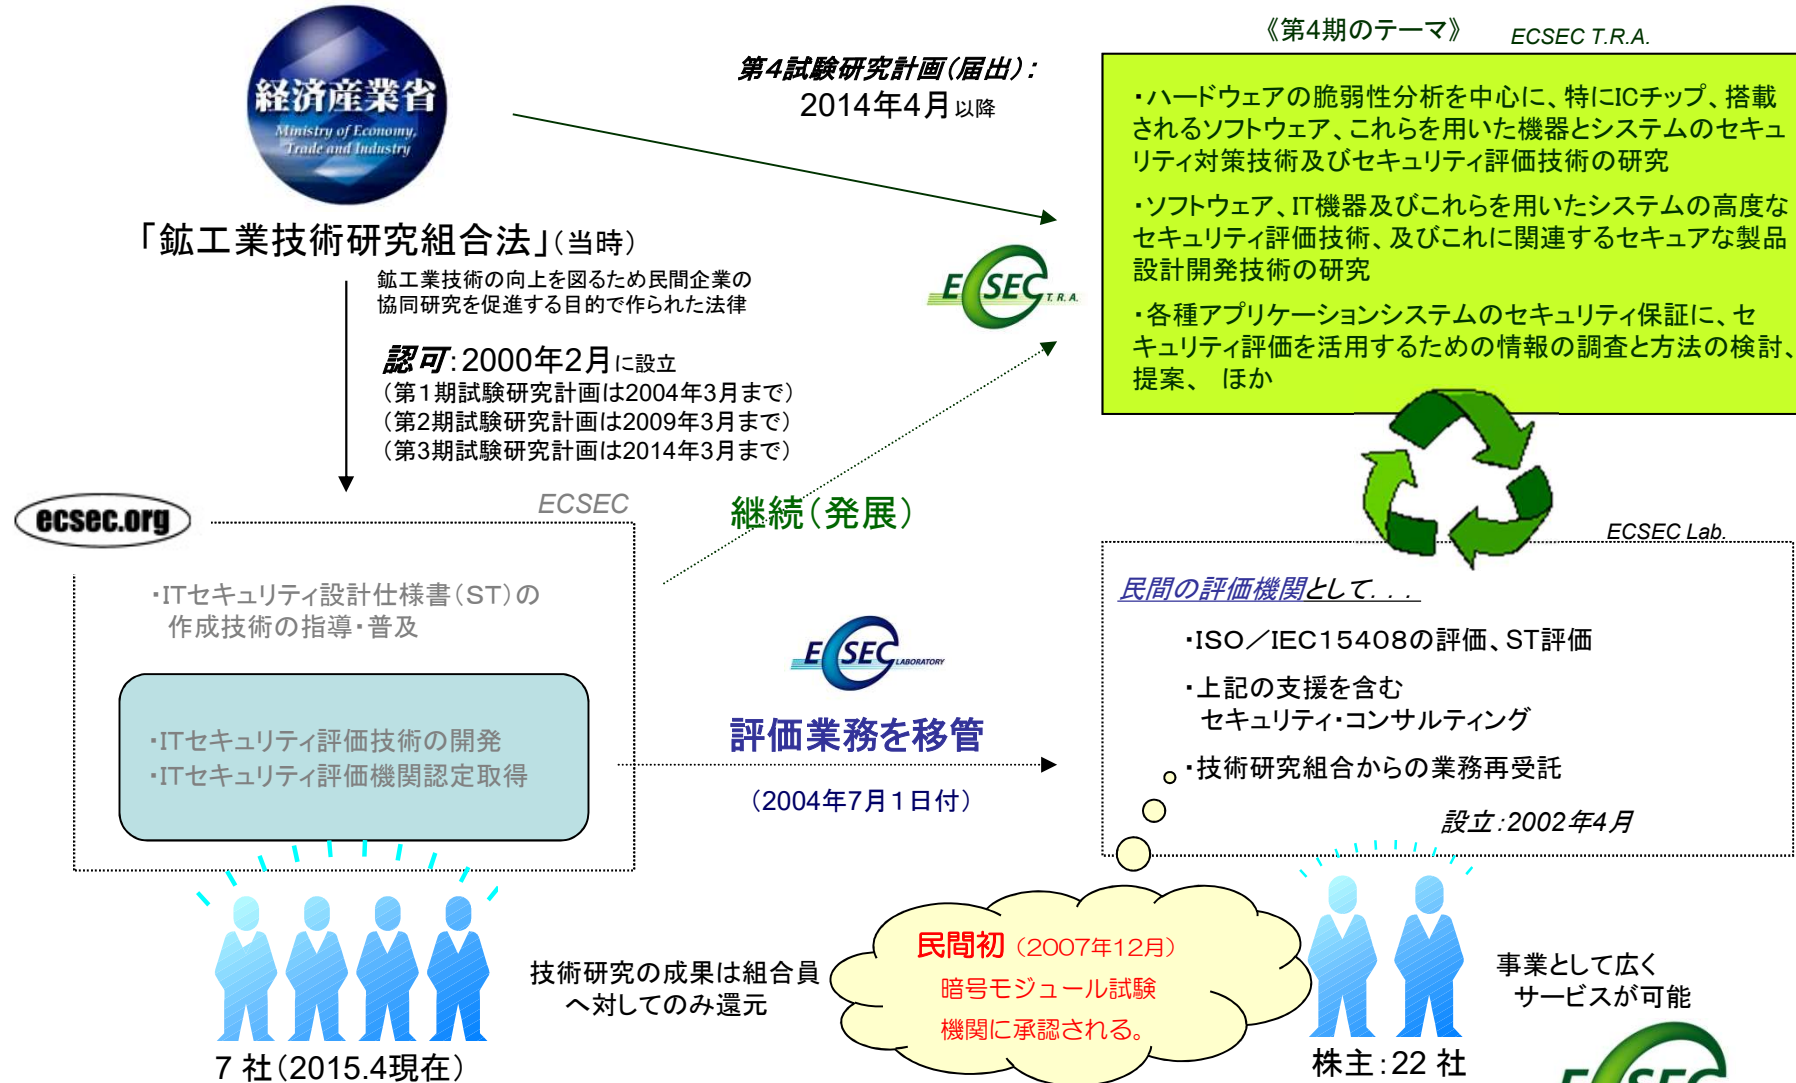 経済産業省
Ministry of Economy,
Trade and Industry
「鉱工業技術研究組合法」（当時）
鉱工業技術の向上を図るため民間企業の
協同研究を促進する目的で作られた法律
認可：2000年2月に設立
（第1期試験研究計画は2004年3月まで）
（第2期試験研究計画は2009年3月まで）
（第3期試験研究計画は2014年3月まで）
第4試験研究計画（届出）：
2014年4月以降
《第4期のテーマ》
ECSEC T.R.A.
・ハードウェアの脆弱性分析を中心に、特にICチップ、搭載
されるソフトウェア、これらを用いた機器とシステムのセキュ
リティ対策技術及びセキュリティ評価技術の研究
・ソフトウェア、IT機器及びこれらを用いたシステムの高度な
セキュリティ評価技術、及びこれに関連するセキュアな製品
設計開発技術の研究
・各種アプリケーションシステムのセキュリティ保証に、セ
キュリティ評価を活用するための情報の調査と方法の検討、
提案、 ほか
ECSEC T.R.A.
ecsec.org
ECSEC
・ITセキュリティ設計仕様書（ST）の
作成技術の指導・普及
・ITセキュリティ評価技術の開発
・ITセキュリティ評価機関認定取得
継続（発展）
ECSEC LABORATORY
評価業務を移管
（2004年7月1日付）
ECSEC Lab.
民間の評価機関として...
・ISO／IEC15408の評価、ST評価
・上記の支援を含む
セキュリティ・コンサルティング
・技術研究組合からの業務再受託
設立：2002年4月
7 社（2015.4現在）
技術研究の成果は組合員
へ対してのみ還元
民間初（2007年12月）
暗号モジュール試験
機関に承認される。
株主：22 社
事業として広く
サービスが可能
ECSEC